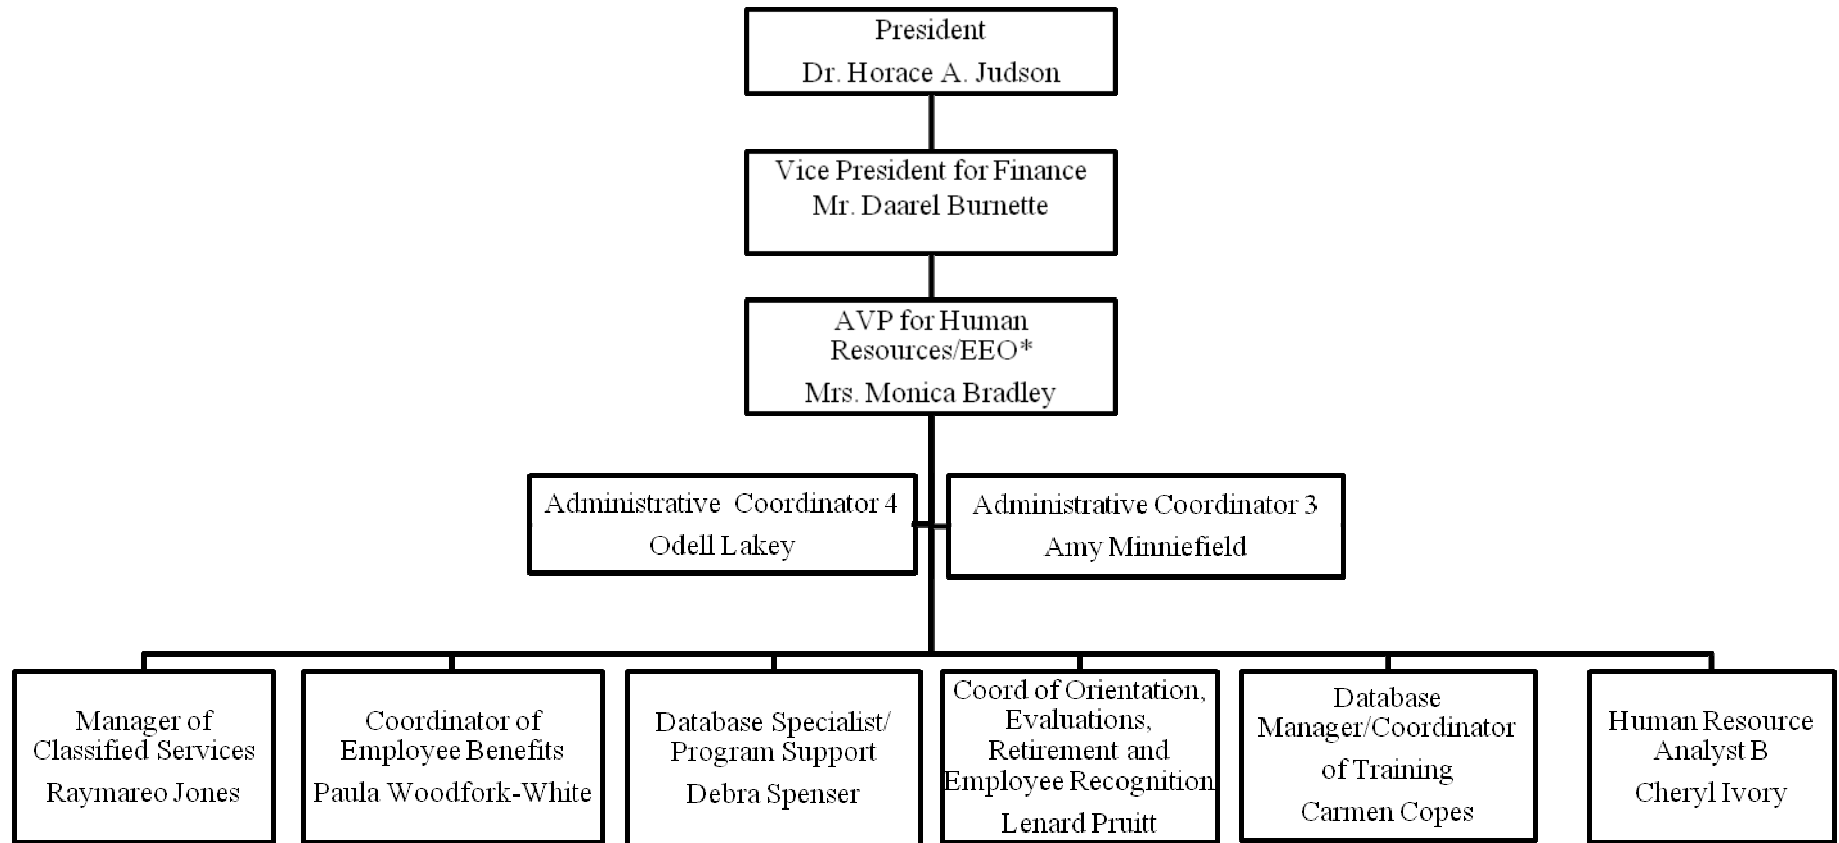 President
Dr. Horace A. Judson
Vice President for Finance
Mr. Daarel Burnette
AVP for Human
Resources/EEO*
Mrs. Monica Bradley
Administrative Coordinator 4
Odell Lakey
Administrative Coordinator 3
Amy Minniefield
Manager of
Classified Services
Raymareo Jones
Coordinator of
Employee Benefits
Paula Woodfork-White
Database Specialist/
Program Support
Debra Spenser
Coord of Orientation,
Evaluations,
Retirement and
Employee Recognition
Lenard Pruitt
Database
Manager/Coordinator
of Training
Carmen Copes
Human Resource
Analyst B
Cheryl Ivory